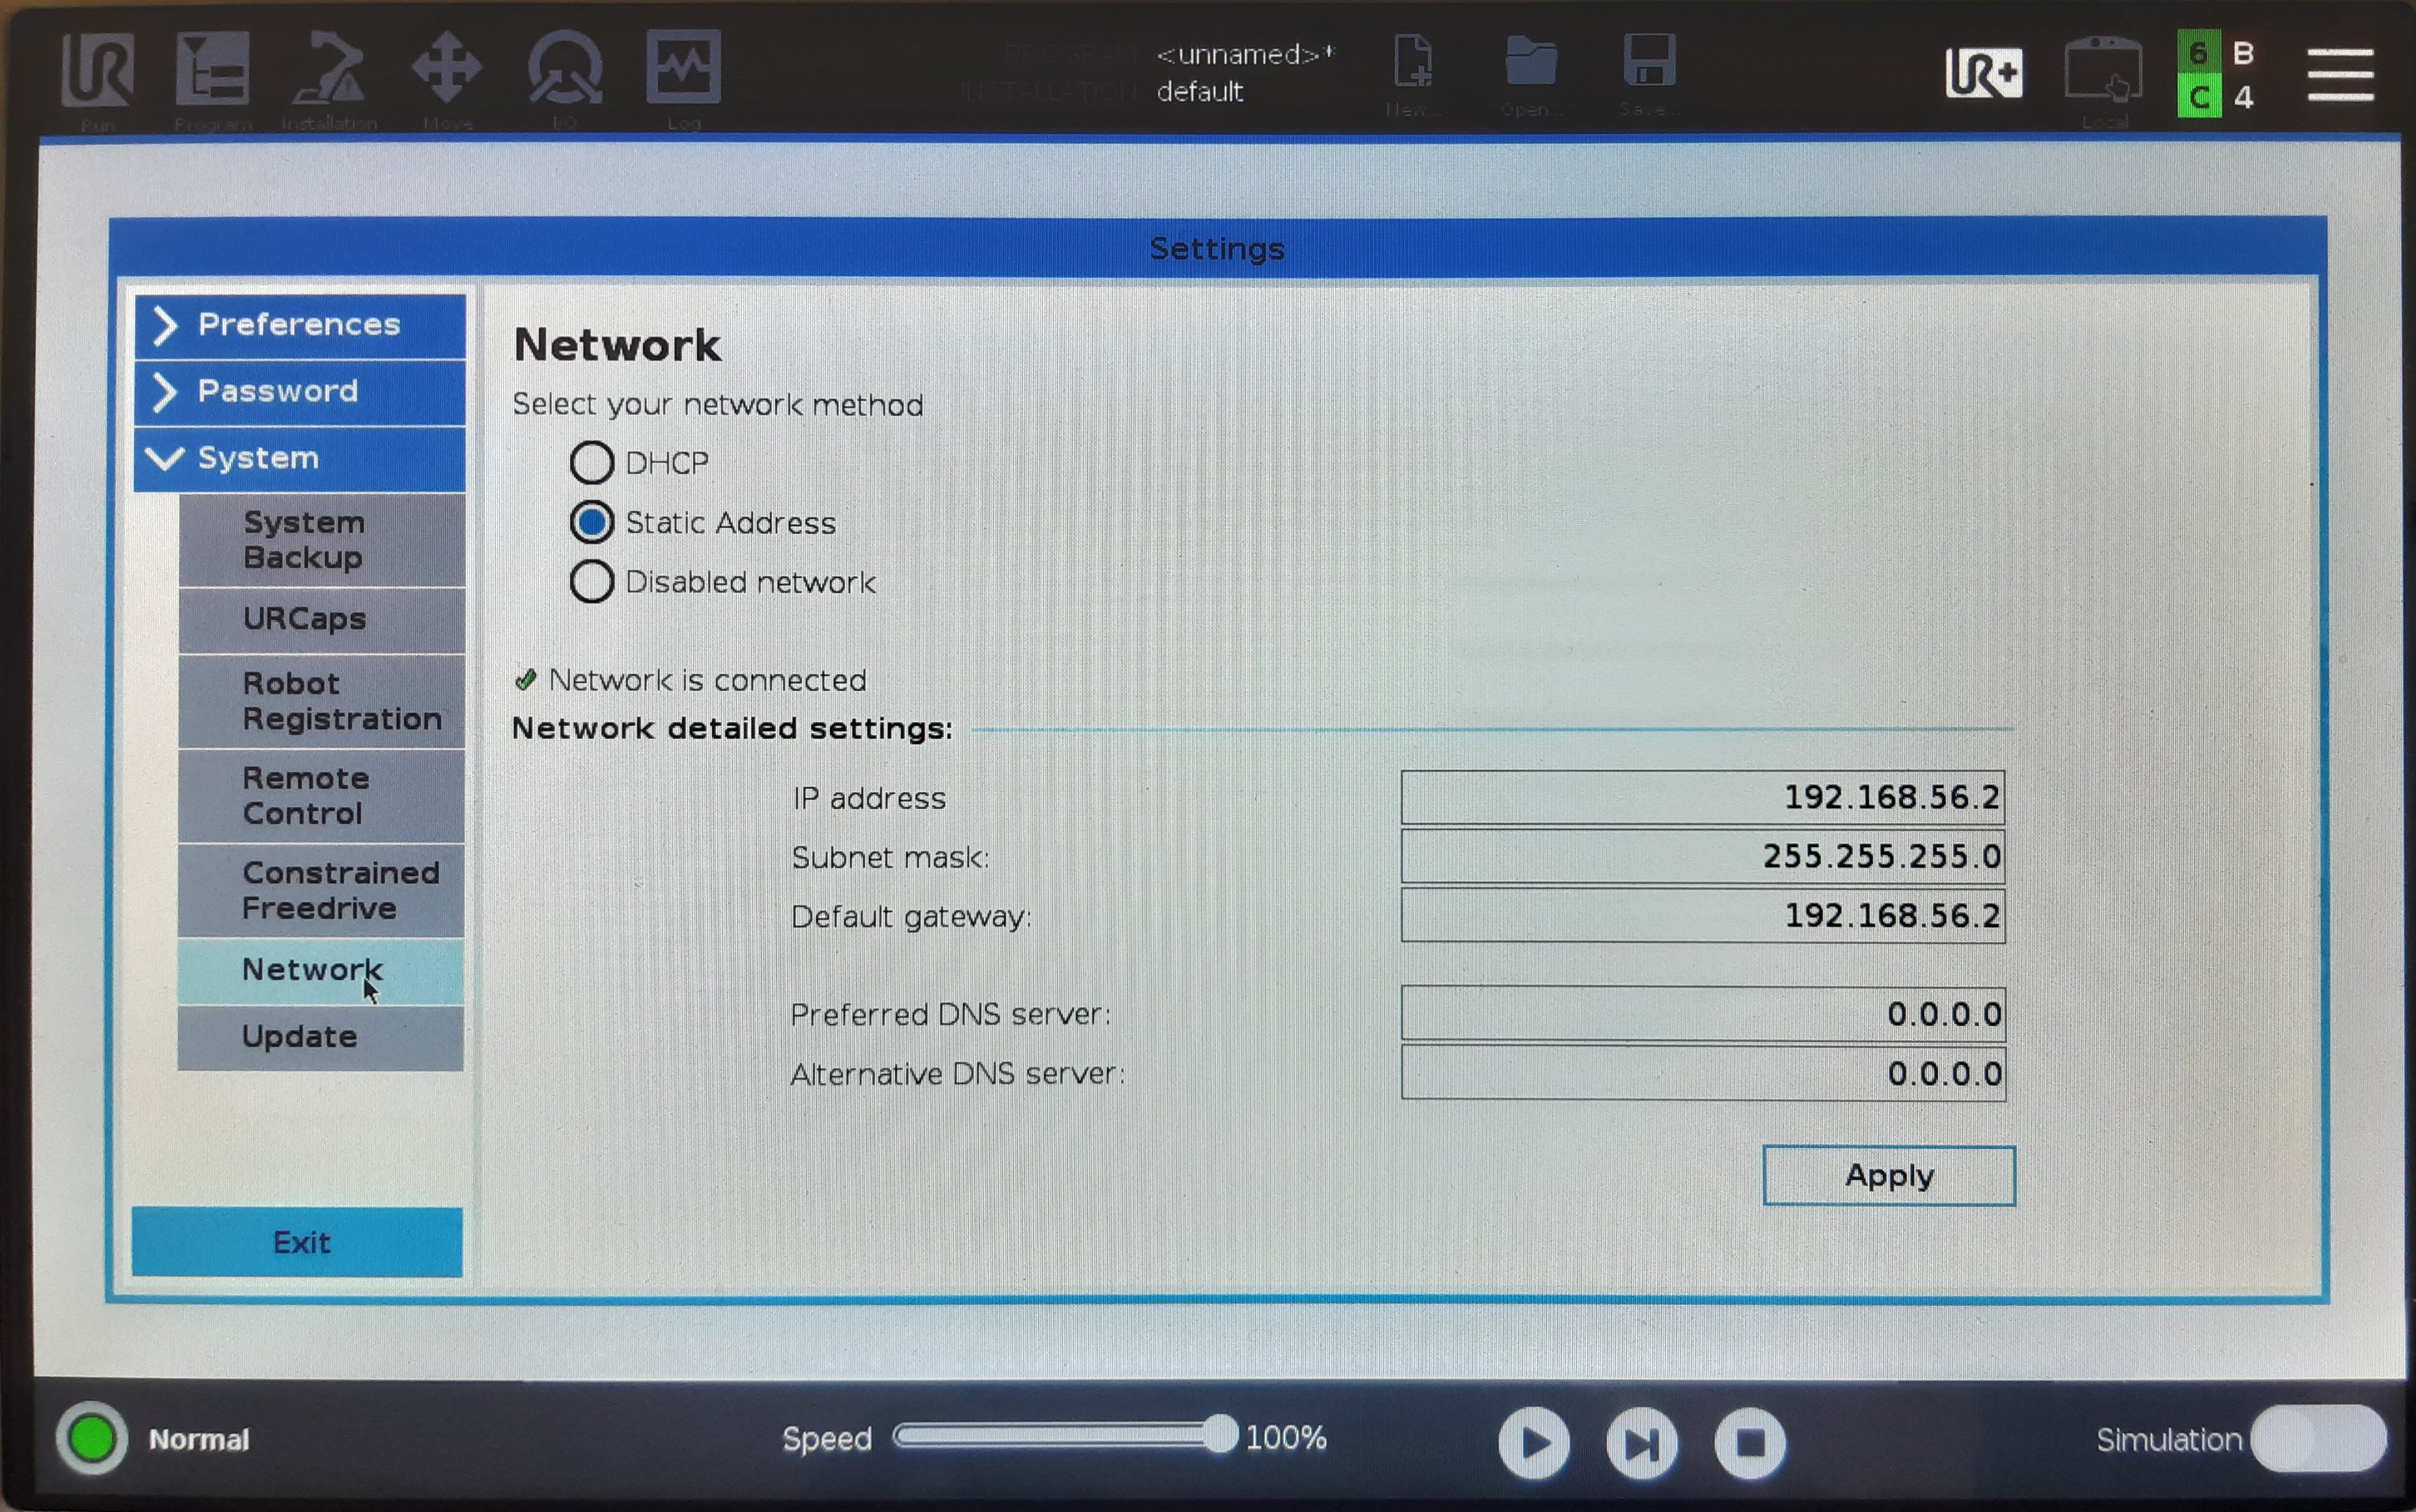 Run
Program
Installation
Move
I/O
Log
PROGRAM <unnamed>*
INSTALLATION default
New...
Open...
Save...
UR+
Local
6 B
C 4
Settings
Preferences
Password
System
System
Backup
URCaps
Robot
Registration
Remote
Control
Constrained
Freedrive
Network
Update
Exit
Network
Select your network method
DHCP
Static Address
Disabled network
Network is connected
Network detailed settings:
IP address 192.168.56.2
Subnet mask: 255.255.255.0
Default gateway: 192.168.56.2
Preferred DNS server: 0.0.0.0
Alternative DNS server: 0.0.0.0
Apply
Normal
Speed 100%
Simulation